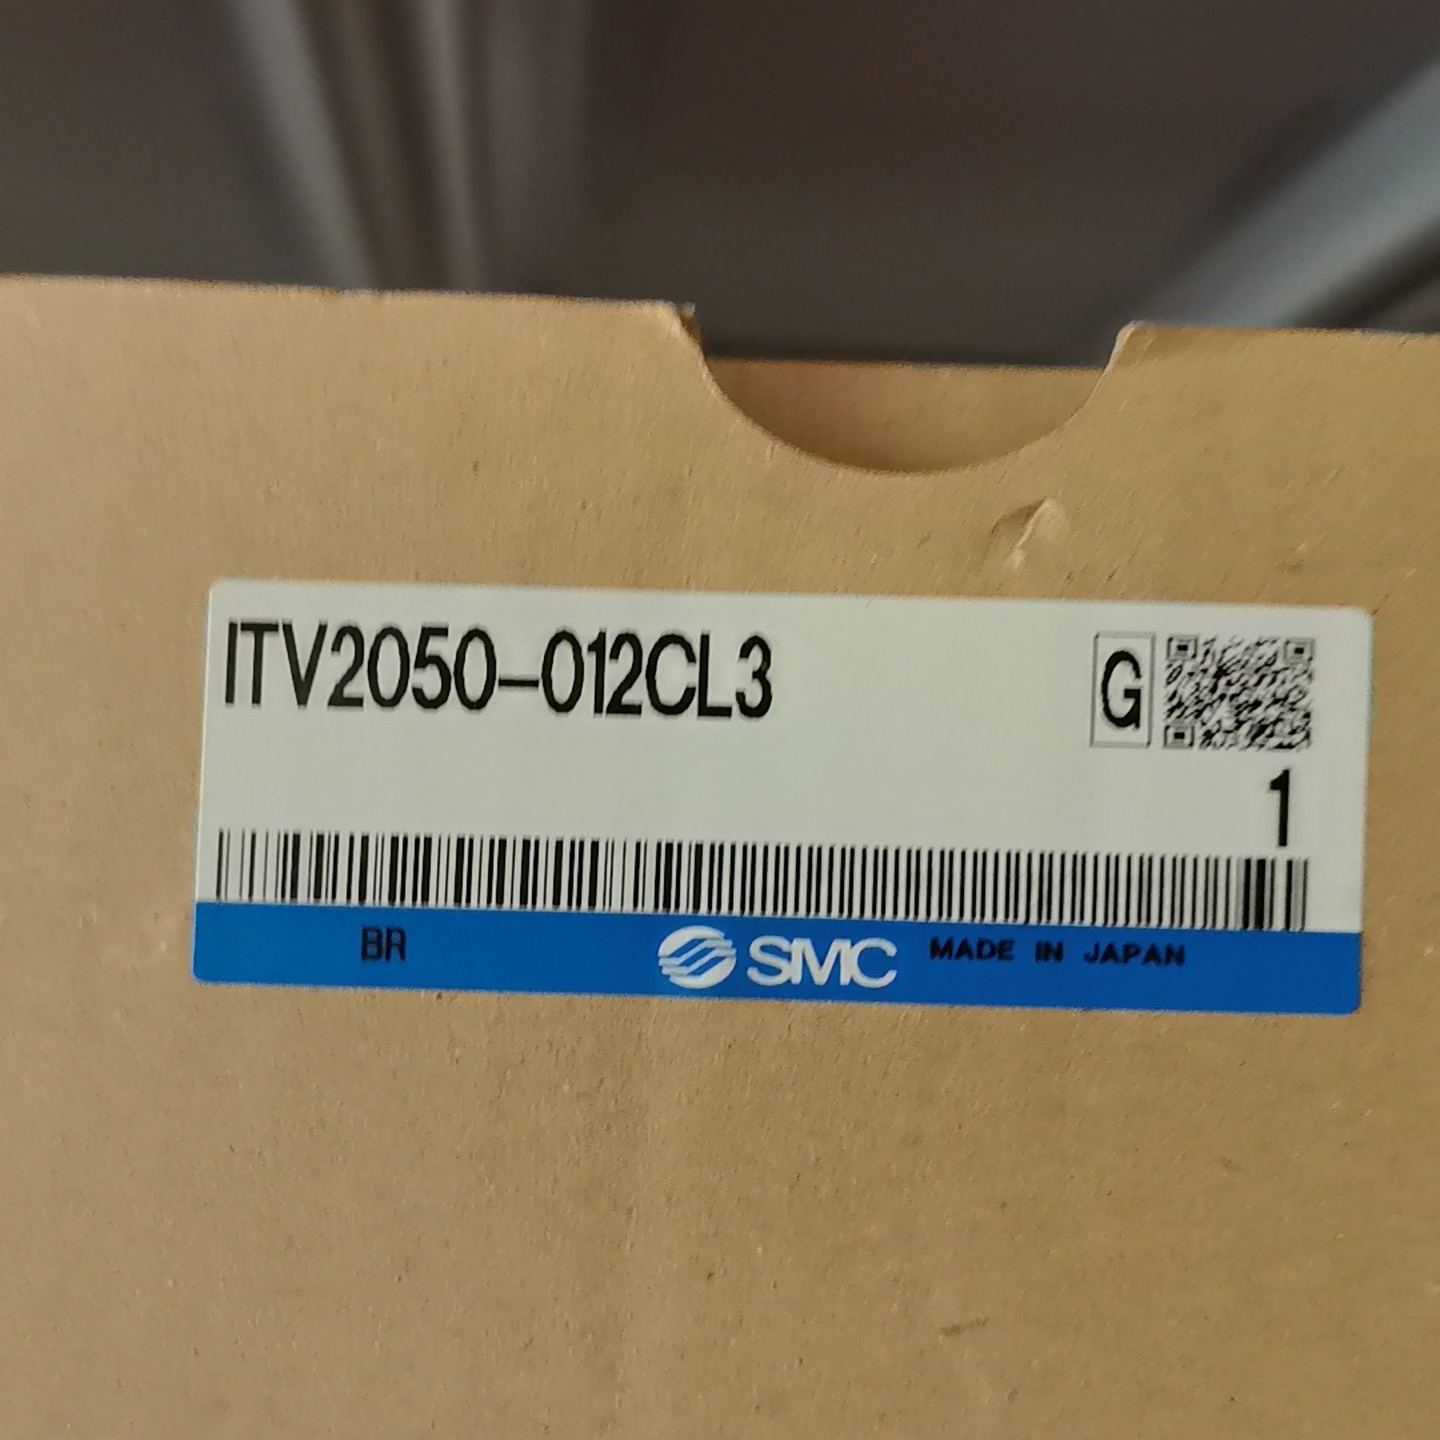 ITV2050-012CL3
G
1
BR
SMC MADE IN JAPAN